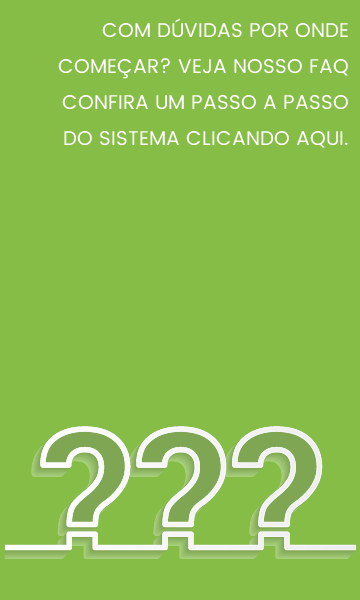 COM DÚVIDAS POR ONDE
COMEÇAR? VEJA NOSSO FAQ
CONFIRA UM PASSO A PASSO
DO SISTEMA CLICANDO AQUI.
???